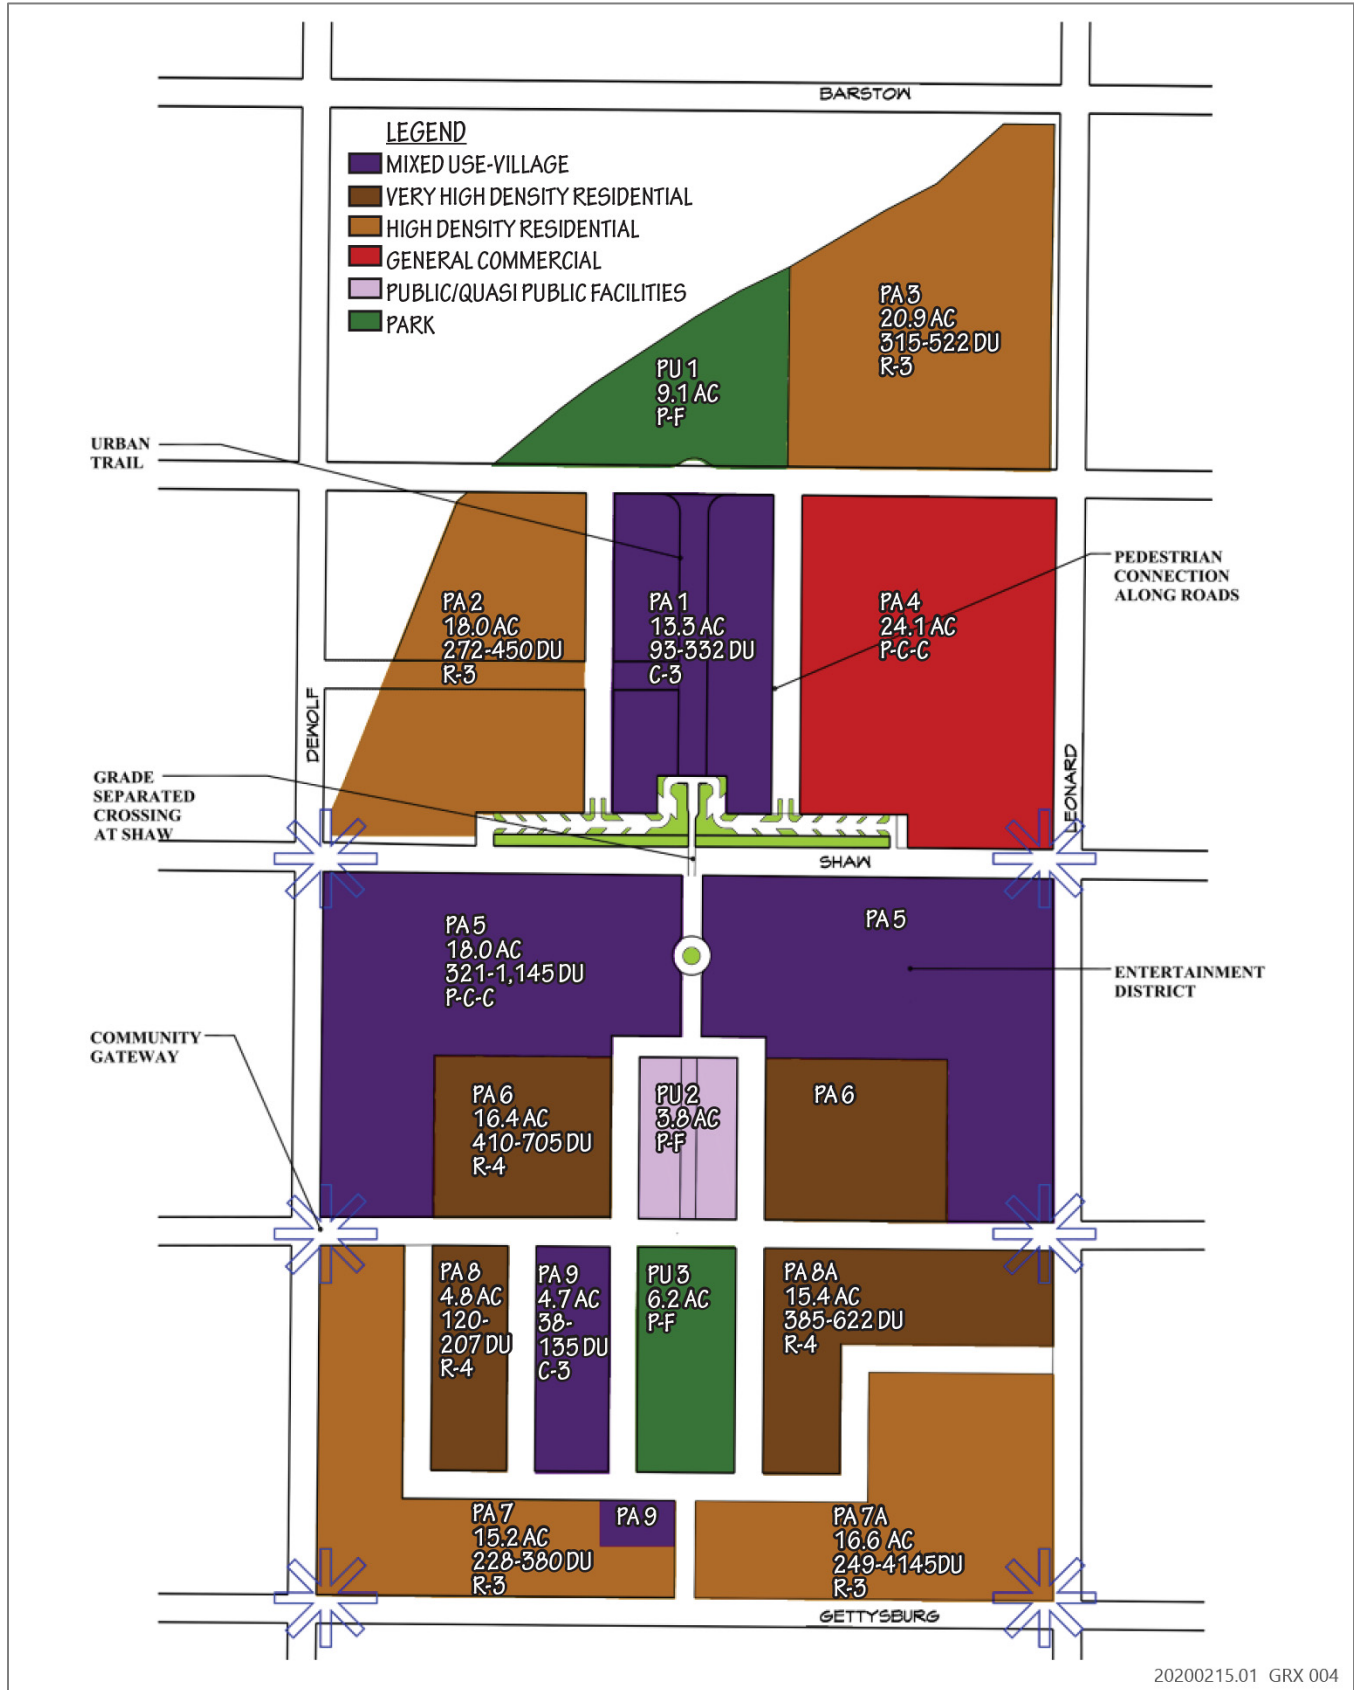 BARSTOW
LEGEND
MIXED USE-VILLAGE
VERY HIGH DENSITY RESIDENTIAL
HIGH DENSITY RESIDENTIAL
GENERAL COMMERCIAL
PUBLIC/QUASI PUBLIC FACILITIES
PARK
PA 3
20.9 AC
315-522 DU
R-3
PU 1
9.1 AC
P-F
URBAN
TRAIL
PEDESTRIAN
CONNECTION
ALONG ROADS
PA 2
18.0 AC
272-450 DU
R-3
PA 1
13.3 AC
93-332 DU
C-3
PA 4
24.1 AC
P-C-C
DEWOLF
LEONARD
GRADE
SEPARATED
CROSSING
AT SHAW
SHAW
PA 5
18.0 AC
321-1,145 DU
P-C-C
PA 5
ENTERTAINMENT
DISTRICT
COMMUNITY
GATEWAY
PA 6
16.4 AC
410-705 DU
R-4
PU 2
3.8 AC
P-F
PA 6
PA 8
4.8 AC
120-
207 DU
R-4
PA 9
4.7 AC
38-
135 DU
C-3
PU 3
6.2 AC
P-F
PA 8A
15.4 AC
385-622 DU
R-4
PA 7
15.2 AC
228-380 DU
R-3
PA 9
PA 7A
16.6 AC
249-4145DU
R-3
GETTYSBURG
20200215.01 GRX 004